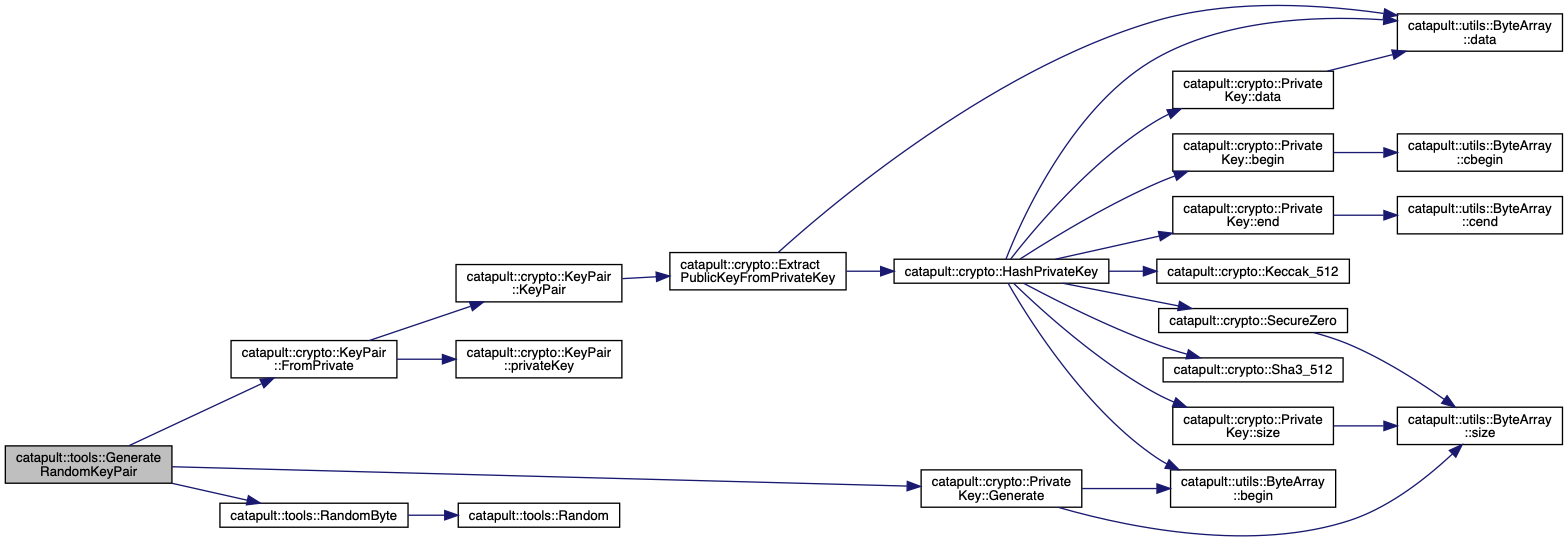 catapult::utils::ByteArray
::data
catapult::crypto::Private
Key::data
catapult::crypto::Private
Key::begin
catapult::utils::ByteArray
::cbegin
catapult::crypto::Private
Key::end
catapult::utils::ByteArray
::cend
catapult::crypto::KeyPair
::KeyPair
catapult::crypto::Extract
PublicKeyFromPrivateKey
catapult::crypto::HashPrivateKey
catapult::crypto::Keccak_512
catapult::crypto::SecureZero
catapult::crypto::KeyPair
::FromPrivate
catapult::crypto::KeyPair
::privateKey
catapult::crypto::Sha3_512
catapult::crypto::Private
Key::size
catapult::utils::ByteArray
::size
catapult::tools::Generate
RandomKeyPair
catapult::crypto::Private
Key::Generate
catapult::utils::ByteArray
::begin
catapult::tools::RandomByte
catapult::tools::Random